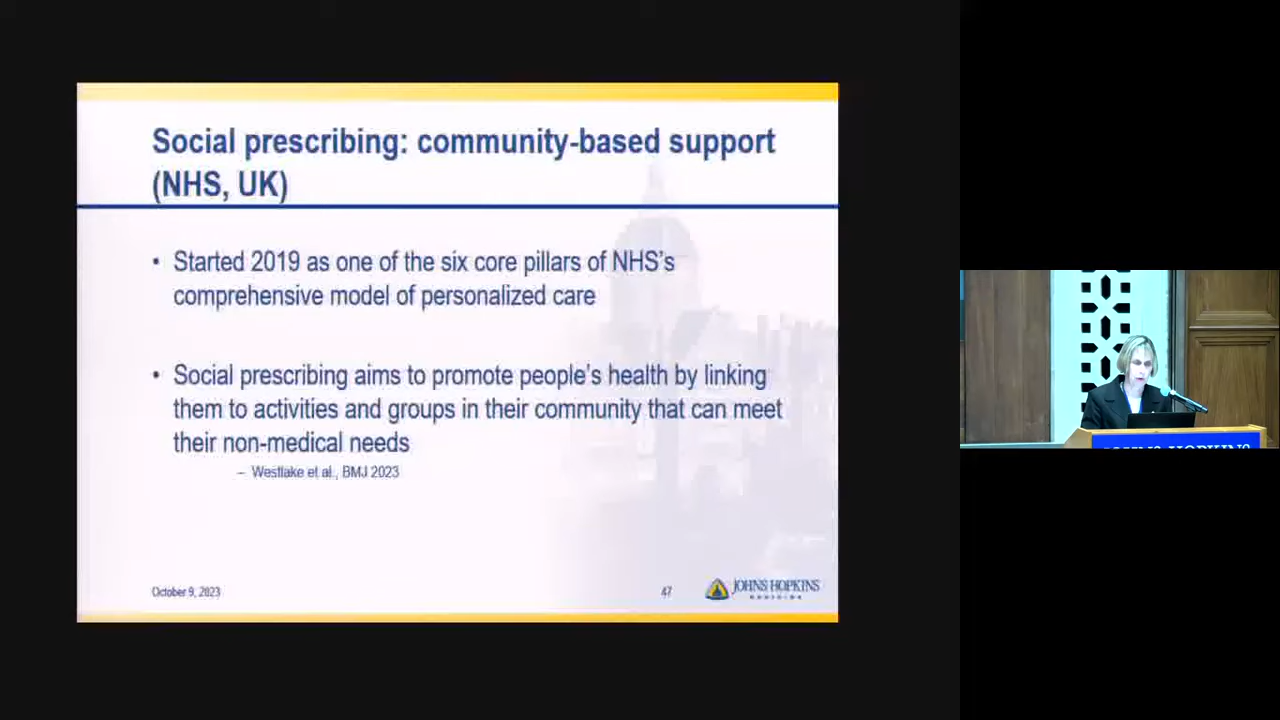 Social prescribing: community-based support
(NHS, UK)
• Started 2019 as one of the six core pillars of NHS's
comprehensive model of personalized care
• Social prescribing aims to promote people's health by linking
them to activities and groups in their community that can meet
their non-medical needs
– Westlake et al., BMJ 2023
October 9, 2023
47
JOHNS HOPKINS
MEDICINE
JOHNS HOPKINS